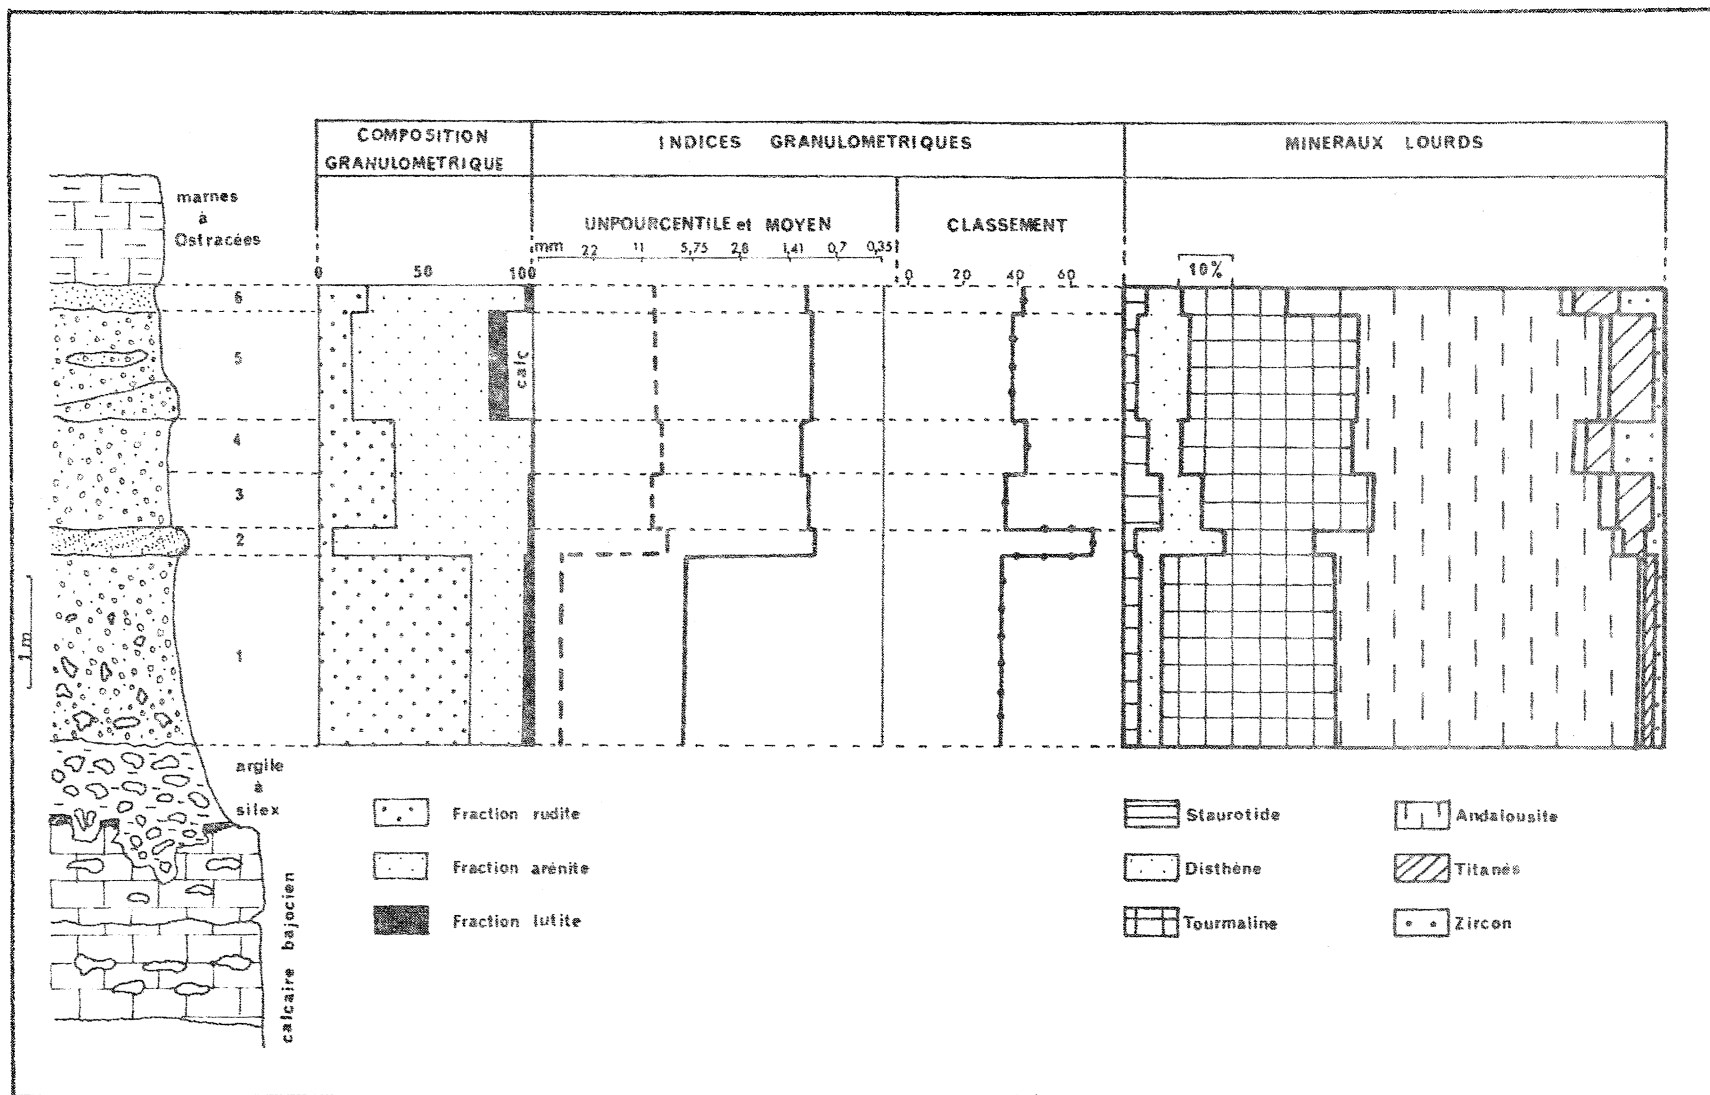 COMPOSITION
GRANULOMETRIQUE
INDICES GRANULOMETRIQUES
MINERAUX LOURDS
UNPOURCENTILE et MOYEN
CLASSEMENT
mm 22 11 5,75 2,8 1,41 0,7 0,35
0 50 100
0 20 40 60
10%
marnes
à
Ostracées
6
5
calc
4
3
2
1
1m
argile
à
silex
calcaire bajocien
Fraction rudite
Fraction arénite
Fraction lutite
Staurotide
Disthène
Tourmaline
Andalousite
Titanés
Zircon